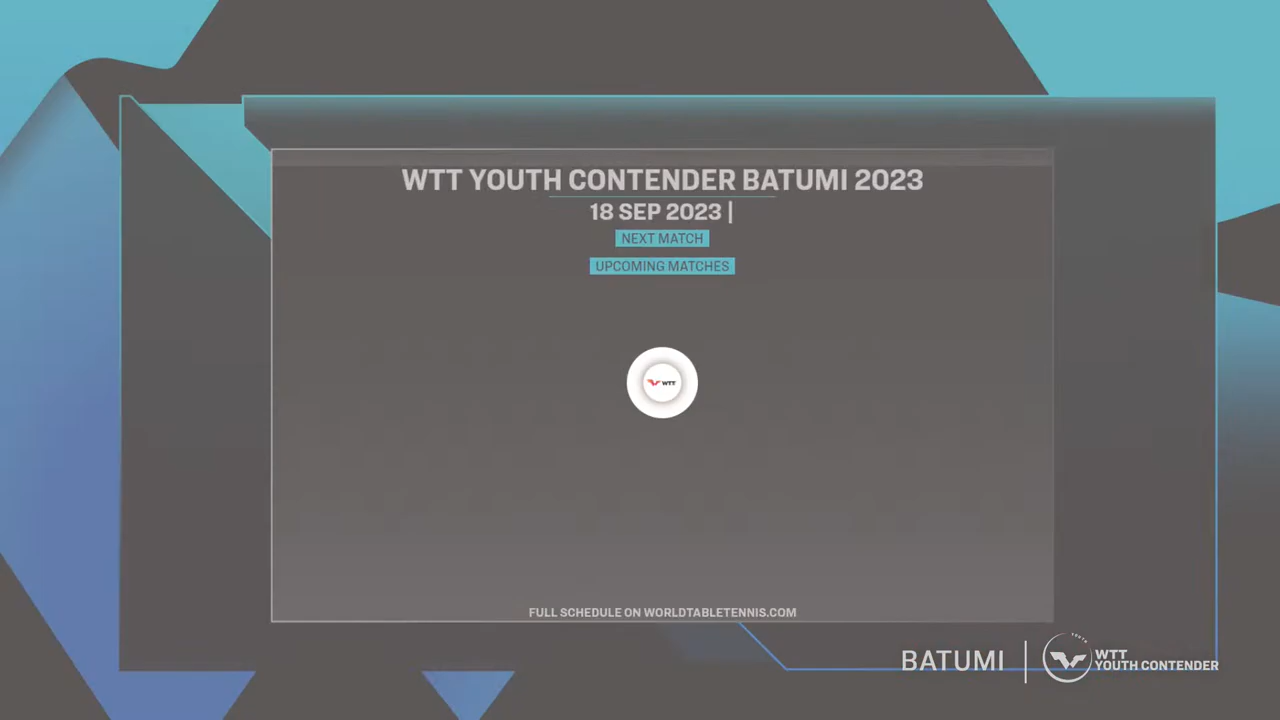 WTT YOUTH CONTENDER BATUMI 2023
18 SEP 2023 |
NEXT MATCH
UPCOMING MATCHES
WTT
FULL SCHEDULE ON WORLDTABLETENNIS.COM
BATUMI
YOUTH
WTT
YOUTH CONTENDER